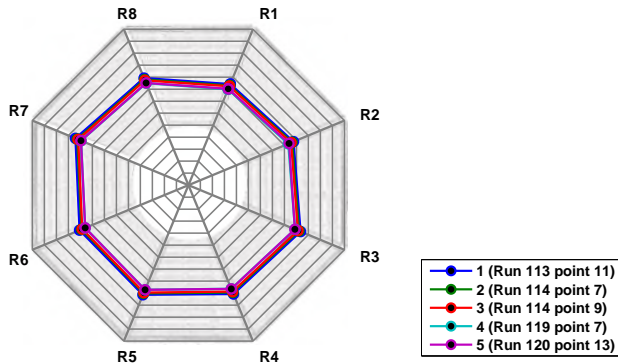 R8
R1
R7
R2
R6
R3
R5
R4
1 (Run 113 point 11)
2 (Run 114 point 7)
3 (Run 114 point 9)
4 (Run 119 point 7)
5 (Run 120 point 13)